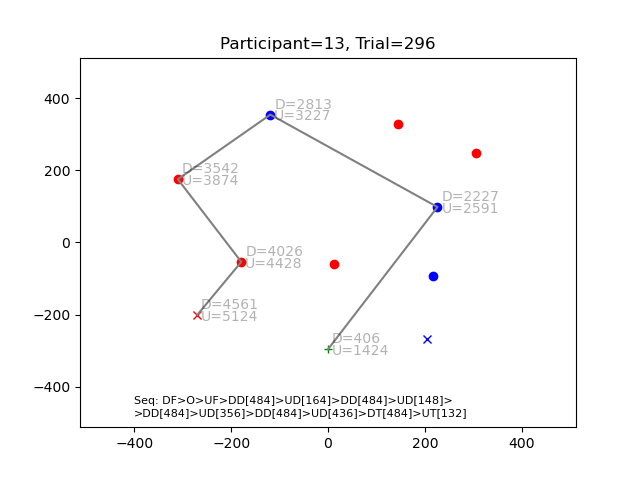 Participant=13, Trial=296
400
200
0
−200
−400
−400
−200
0
200
400
D=2813
U=3227
D=3542
U=3874
D=2227
U=2591
D=4026
U=4428
D=4561
U=5124
D=406
U=1424
Seq: DF>O>UF>DD[484]>UD[164]>DD[484]>UD[148]>
>DD[484]>UD[356]>DD[484]>UD[436]>DT[484]>UT[132]